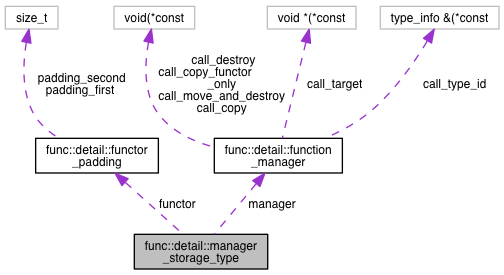 size_t
void(*const
void *(*const
type_info &(*const
padding_second
padding_first
call_destroy
call_copy_functor
_only
call_move_and_destroy
call_copy
call_target
call_type_id
func::detail::functor
_padding
func::detail::function
_manager
functor
manager
func::detail::manager
_storage_type